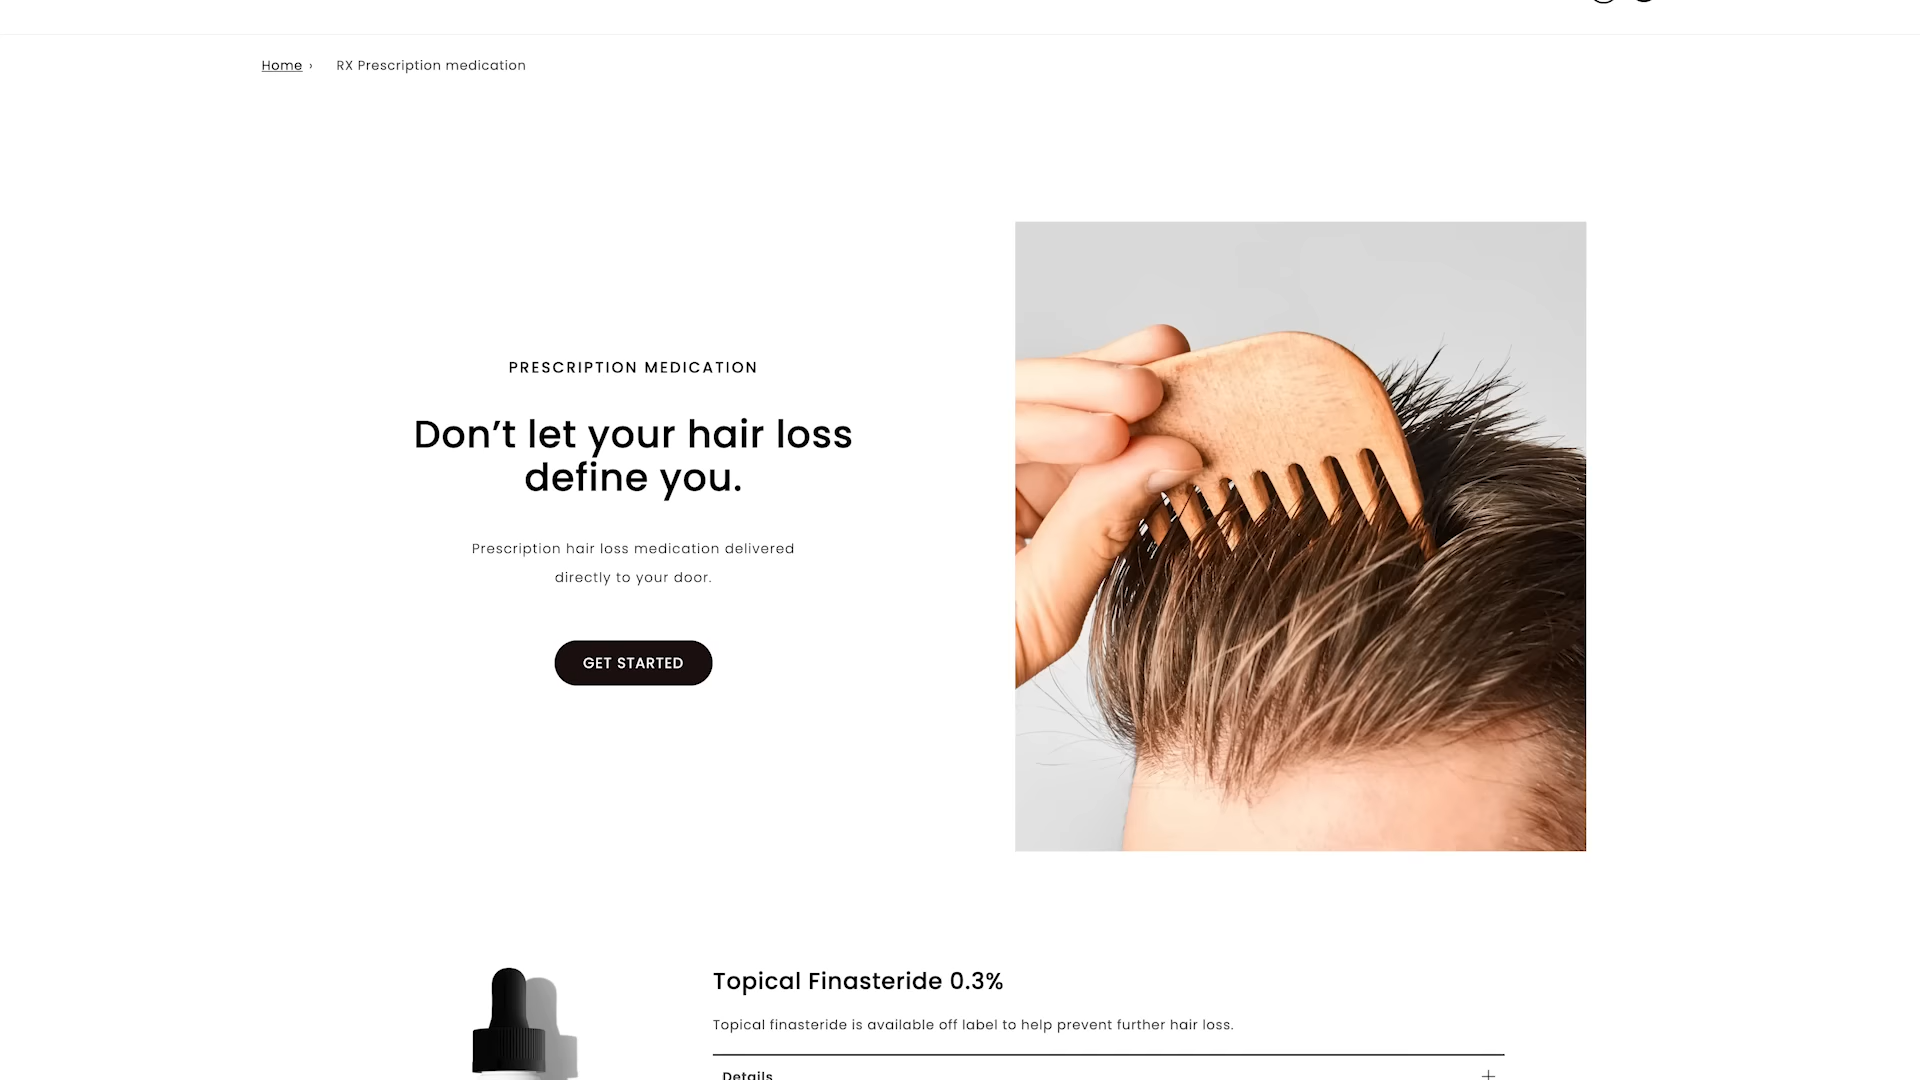 Home › RX Prescription medication
PRESCRIPTION MEDICATION
Don’t let your hair loss
define you.
Prescription hair loss medication delivered
directly to your door.
GET STARTED
Topical Finasteride 0.3%
Topical finasteride is available off label to help prevent further hair loss.
Details